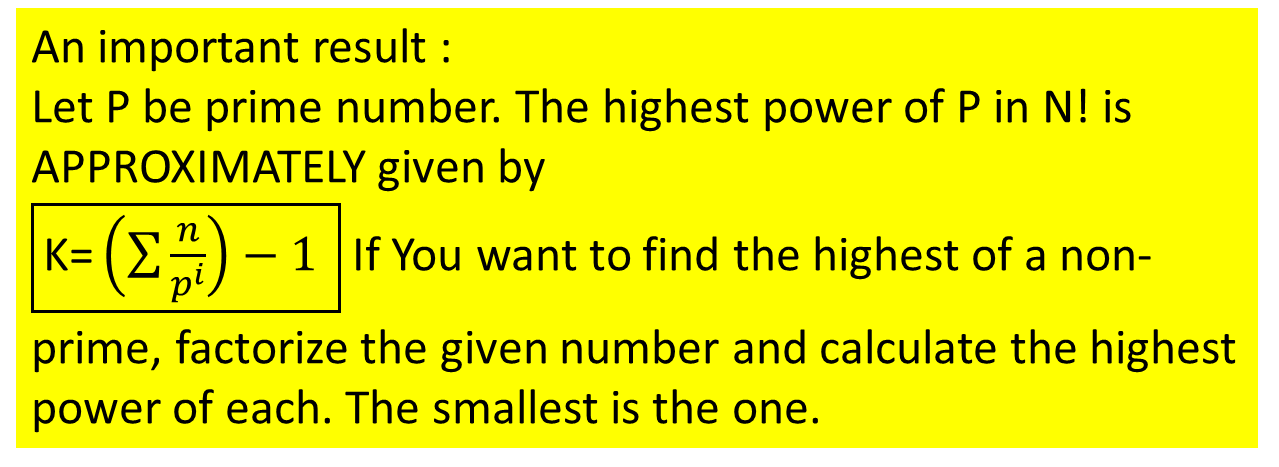 An important result :
Let P be prime number. The highest power of P in N! is
APPROXIMATELY given by
K= (∑ n/pⁱ) − 1 If You want to find the highest of a non-
prime, factorize the given number and calculate the highest
power of each. The smallest is the one.